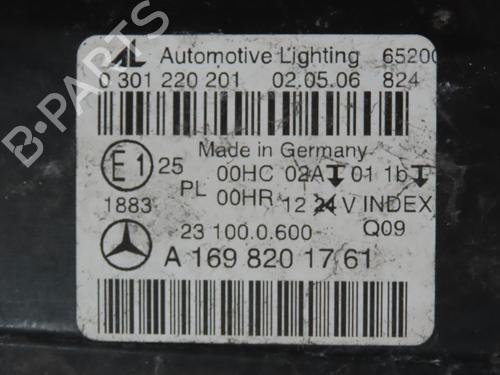 AL Automotive Lighting 65200
0 301 220 201 02.05.06 824
Made in Germany
E1 25 00HC 02A 01 1b
PL 00HR 12 24 V INDEX
1883 Q09
23 100.0.600
A 169 820 17 61
B-PARTS